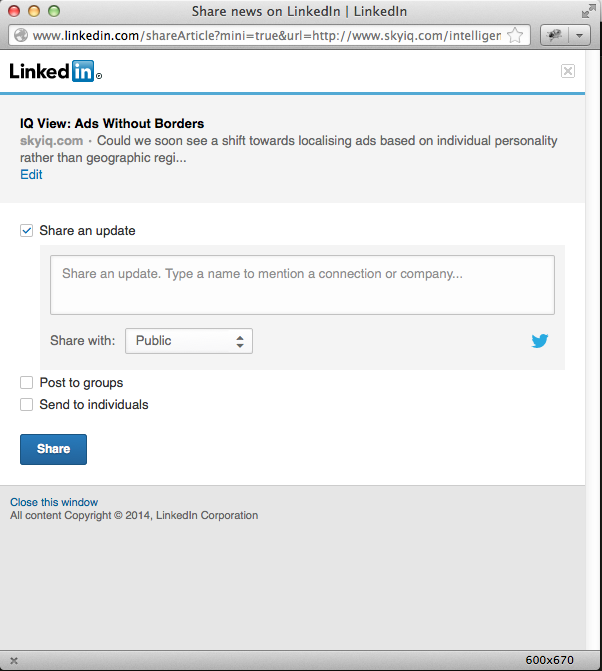 Share news on LinkedIn | LinkedIn
www.linkedin.com/shareArticle?mini=true&url=http://www.skyiq.com/intelligen
Linked in ®
IQ View: Ads Without Borders
skyiq.com · Could we soon see a shift towards localising ads based on individual personality
rather than geographic regi...
Edit
Share an update
Share an update. Type a name to mention a connection or company...
Share with: Public
Post to groups
Send to individuals
Share
Close this window
All content Copyright © 2014, LinkedIn Corporation
600x670